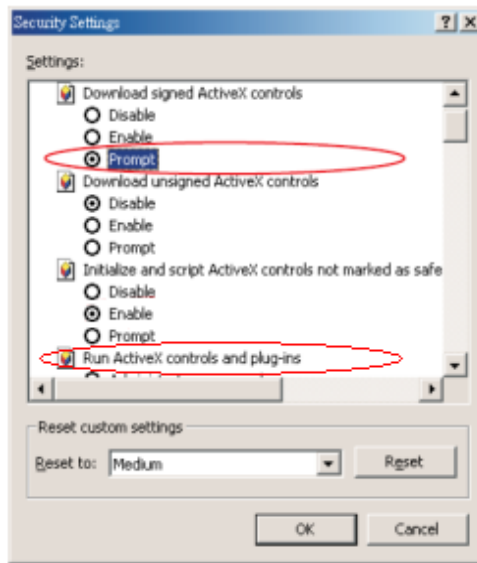 Security Settings
Settings:
Download signed ActiveX controls
Disable
Enable
Prompt
Download unsigned ActiveX controls
Disable
Enable
Prompt
Initialize and script ActiveX controls not marked as safe
Disable
Enable
Prompt
Run ActiveX controls and plug-ins
Reset custom settings
Reset to: Medium Reset
OK Cancel